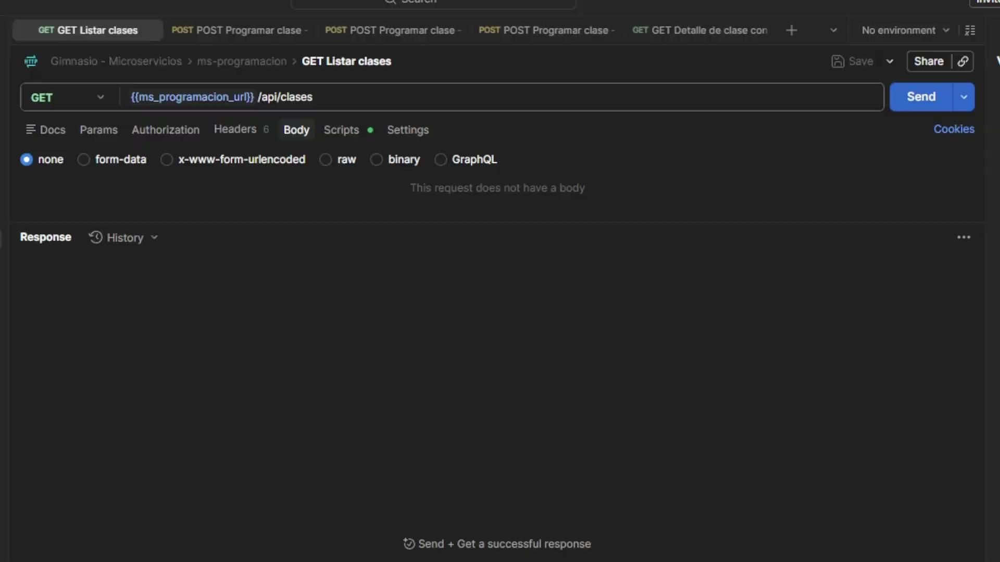 Search
GET GET Listar clases POST POST Programar clase - POST POST Programar clase - POST POST Programar clase - GET GET Detalle de clase con No environment
HTTP Gimnasio - Microservicios > ms-programacion > GET Listar clases Save Share
GET {{ms_programacion_url}} /api/clases Send
Docs Params Authorization Headers 6 Body Scripts Settings Cookies
none form-data x-www-form-urlencoded raw binary GraphQL
This request does not have a body
Response History
Send + Get a successful response